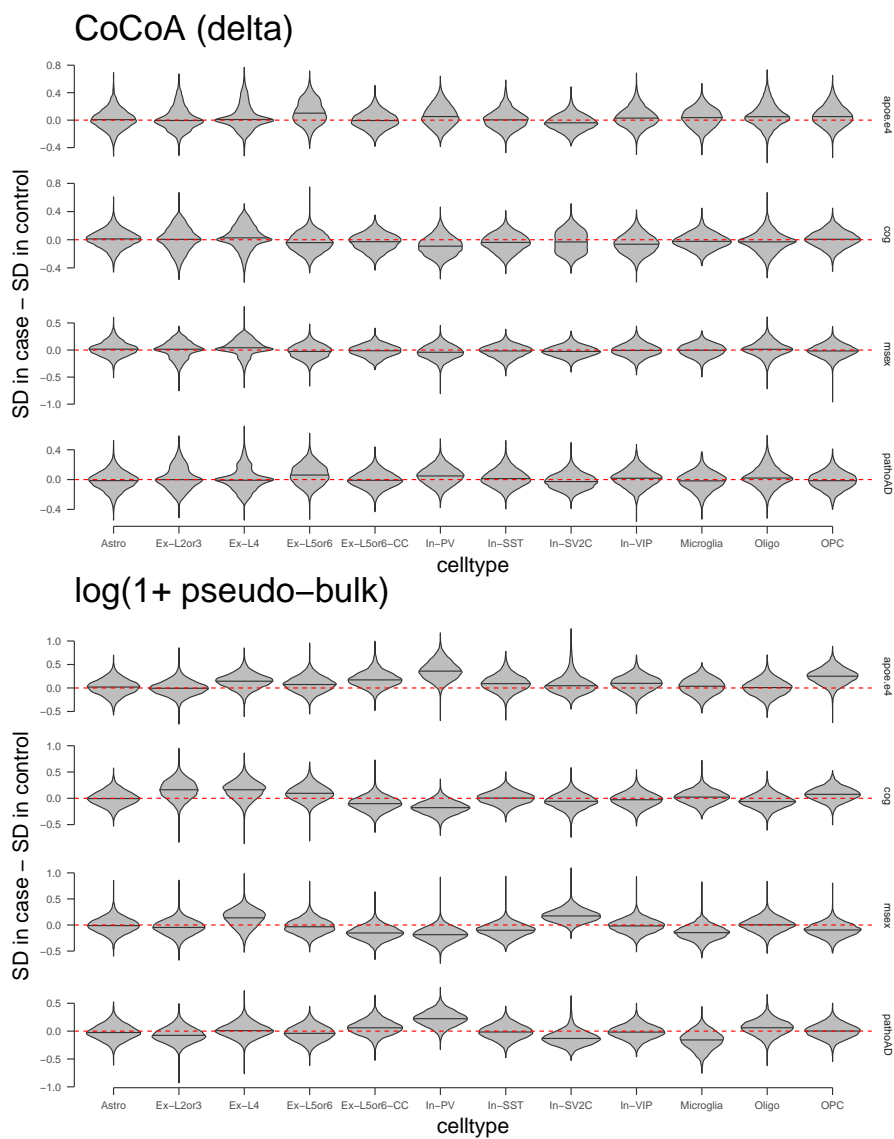 CoCoA (delta)
SD in case − SD in control
0.8
0.4
0.0
−0.4
apoe.e4
0.8
0.4
0.0
−0.4
cog
0.5
0.0
−0.5
−1.0
msex
0.4
0.0
−0.4
pathoAD
Astro Ex−L2or3 Ex−L4 Ex−L5or6 Ex−L5or6−CC In−PV In−SST In−SV2C In−VIP Microglia Oligo OPC
celltype
log(1+ pseudo−bulk)
SD in case − SD in control
1.0
0.5
0.0
−0.5
apoe.e4
1.0
0.5
0.0
−0.5
cog
1.0
0.5
0.0
−0.5
msex
0.5
0.0
−0.5
−1.0
pathoAD
Astro Ex−L2or3 Ex−L4 Ex−L5or6 Ex−L5or6−CC In−PV In−SST In−SV2C In−VIP Microglia Oligo OPC
celltype